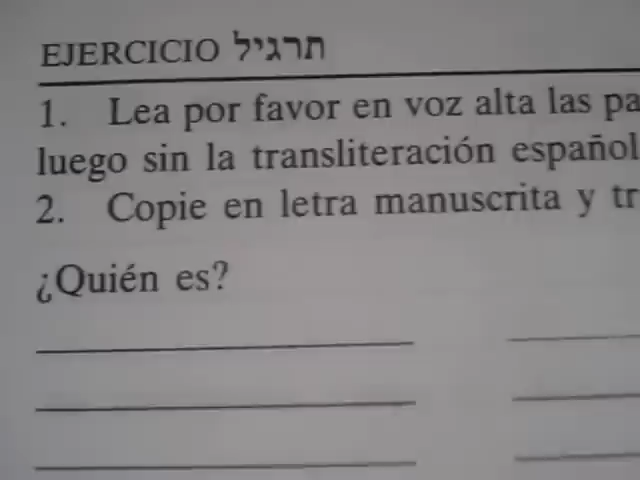 EJERCICIO תרגיל
1. Lea por favor en voz alta las pa
luego sin la transliteración español
2. Copie en letra manuscrita y tr
¿Quién es?